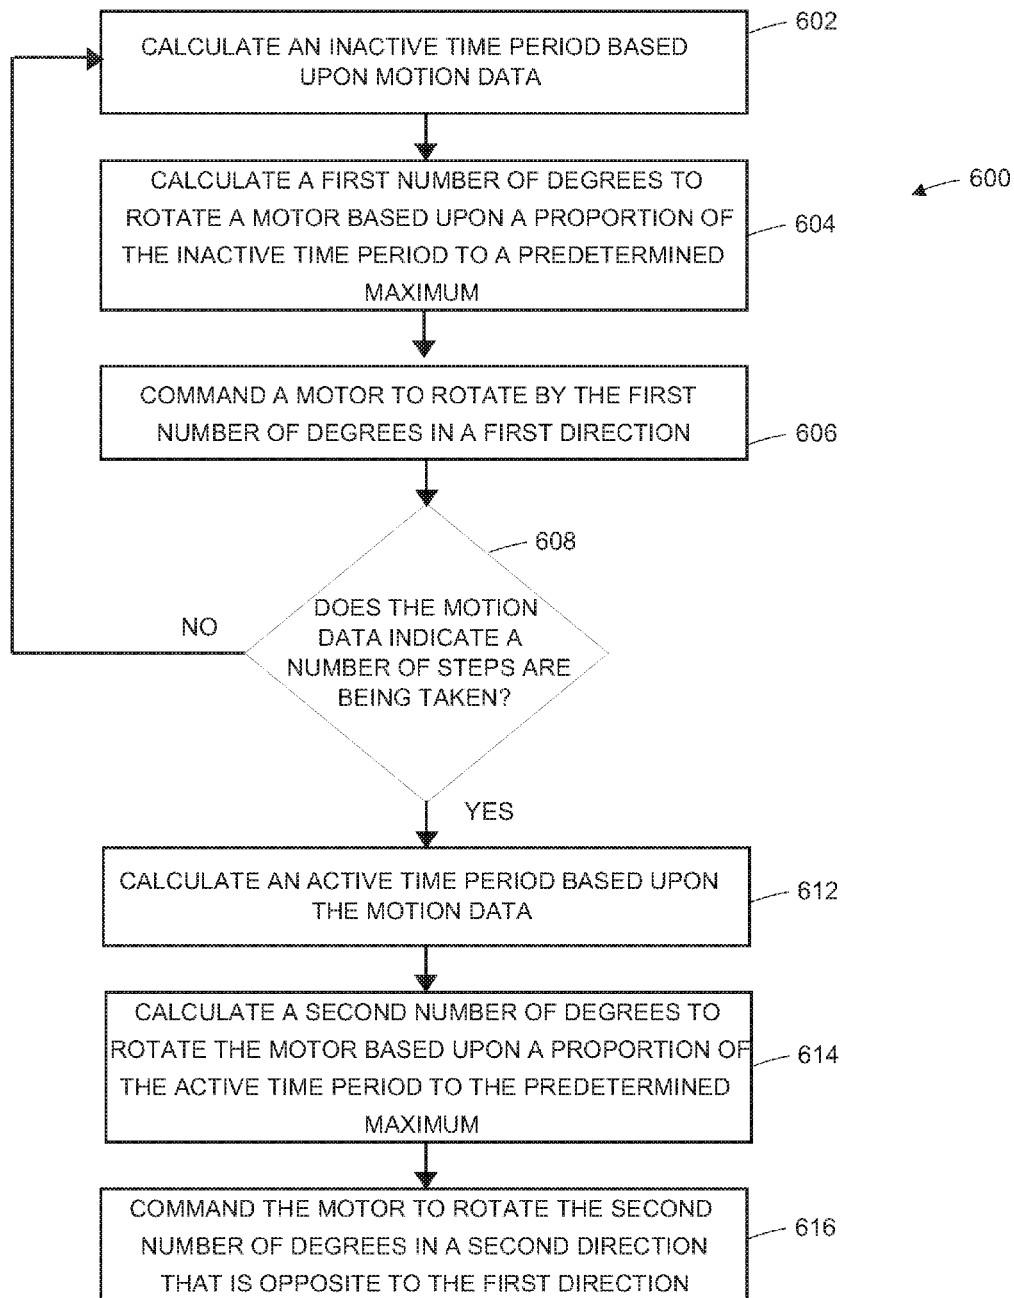 602
CALCULATE AN INACTIVE TIME PERIOD BASED
UPON MOTION DATA
600
CALCULATE A FIRST NUMBER OF DEGREES TO
ROTATE A MOTOR BASED UPON A PROPORTION OF
THE INACTIVE TIME PERIOD TO A PREDETERMINED
MAXIMUM
604
COMMAND A MOTOR TO ROTATE BY THE FIRST
NUMBER OF DEGREES IN A FIRST DIRECTION
606
608
DOES THE MOTION
DATA INDICATE A
NUMBER OF STEPS ARE
BEING TAKEN?
NO
YES
CALCULATE AN ACTIVE TIME PERIOD BASED UPON
THE MOTION DATA
612
CALCULATE A SECOND NUMBER OF DEGREES TO
ROTATE THE MOTOR BASED UPON A PROPORTION OF
THE ACTIVE TIME PERIOD TO THE PREDETERMINED
MAXIMUM
614
COMMAND THE MOTOR TO ROTATE THE SECOND
NUMBER OF DEGREES IN A SECOND DIRECTION
THAT IS OPPOSITE TO THE FIRST DIRECTION
616